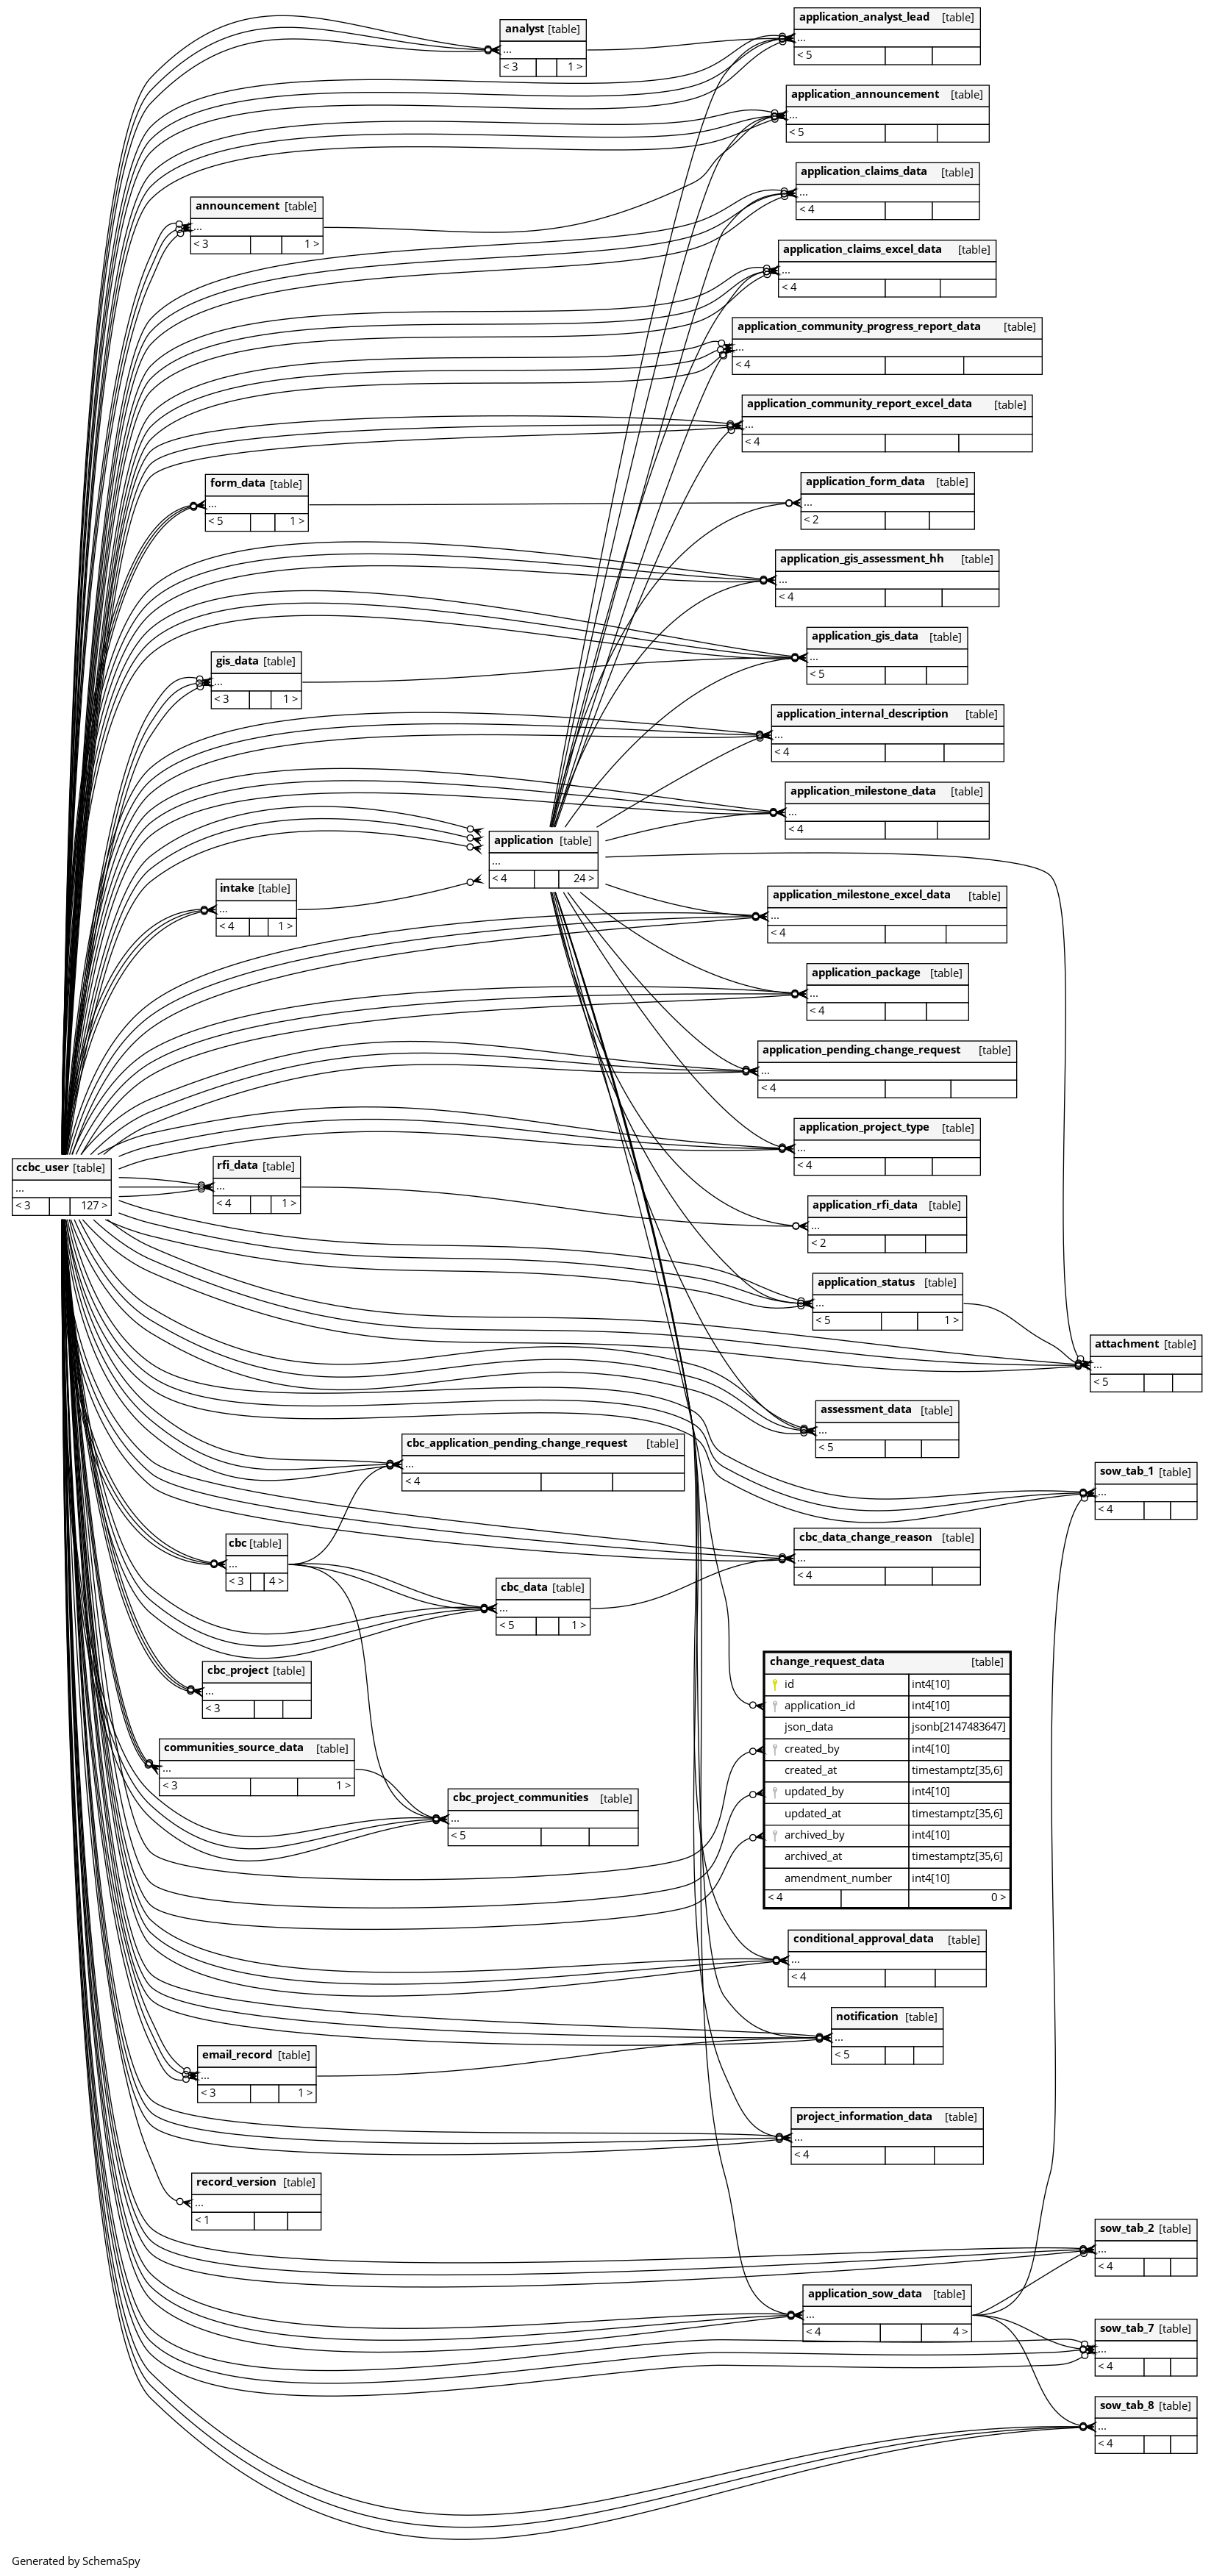 analyst [table]
...
< 3 1 >
application_analyst_lead [table]
...
< 5
application_announcement [table]
...
< 5
application_claims_data [table]
...
< 4
announcement [table]
...
< 3 1 >
application_claims_excel_data [table]
...
< 4
application_community_progress_report_data [table]
...
< 4
application_community_report_excel_data [table]
...
< 4
form_data [table]
...
< 5 1 >
application_form_data [table]
...
< 2
application_gis_assessment_hh [table]
...
< 4
application_gis_data [table]
...
< 5
gis_data [table]
...
< 3 1 >
application_internal_description [table]
...
< 4
application_milestone_data [table]
...
< 4
application [table]
...
< 4 24 >
intake [table]
...
< 4 1 >
application_milestone_excel_data [table]
...
< 4
application_package [table]
...
< 4
application_pending_change_request [table]
...
< 4
application_project_type [table]
...
< 4
ccbc_user [table]
...
< 3 127 >
rfi_data [table]
...
< 4 1 >
application_rfi_data [table]
...
< 2
application_status [table]
...
< 5 1 >
attachment [table]
...
< 5
assessment_data [table]
...
< 5
cbc_application_pending_change_request [table]
...
< 4
sow_tab_1 [table]
...
< 4
cbc [table]
...
< 3 4 >
cbc_data_change_reason [table]
...
< 4
cbc_data [table]
...
< 5 1 >
cbc_project [table]
...
< 3
change_request_data [table]
id int4[10]
application_id int4[10]
json_data jsonb[2147483647]
created_by int4[10]
created_at timestamptz[35,6]
updated_by int4[10]
updated_at timestamptz[35,6]
archived_by int4[10]
archived_at timestamptz[35,6]
amendment_number int4[10]
< 4 0 >
communities_source_data [table]
...
< 3 1 >
cbc_project_communities [table]
...
< 5
conditional_approval_data [table]
...
< 4
notification [table]
...
< 5
email_record [table]
...
< 3 1 >
project_information_data [table]
...
< 4
record_version [table]
...
< 1
sow_tab_2 [table]
...
< 4
application_sow_data [table]
...
< 4 4 >
sow_tab_7 [table]
...
< 4
sow_tab_8 [table]
...
< 4
Generated by SchemaSpy